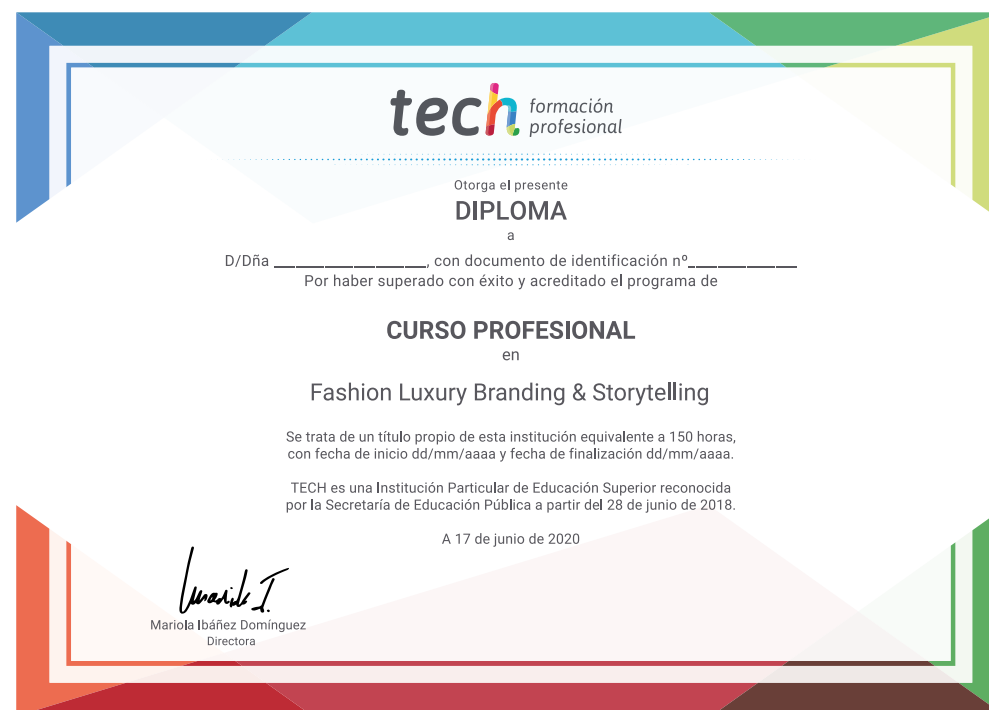 tech formación
profesional
Otorga el presente
DIPLOMA
a
D/Dña _______________, con documento de identificación nº__________
Por haber superado con éxito y acreditado el programa de
CURSO PROFESIONAL
en
Fashion Luxury Branding & Storytelling
Se trata de un título propio de esta institución equivalente a 150 horas,
con fecha de inicio dd/mm/aaaa y fecha de finalización dd/mm/aaaa.
TECH es una Institución Particular de Educación Superior reconocida
por la Secretaría de Educación Pública a partir del 28 de junio de 2018.
A 17 de junio de 2020
Mariola I.
Mariola Ibáñez Domínguez
Directora